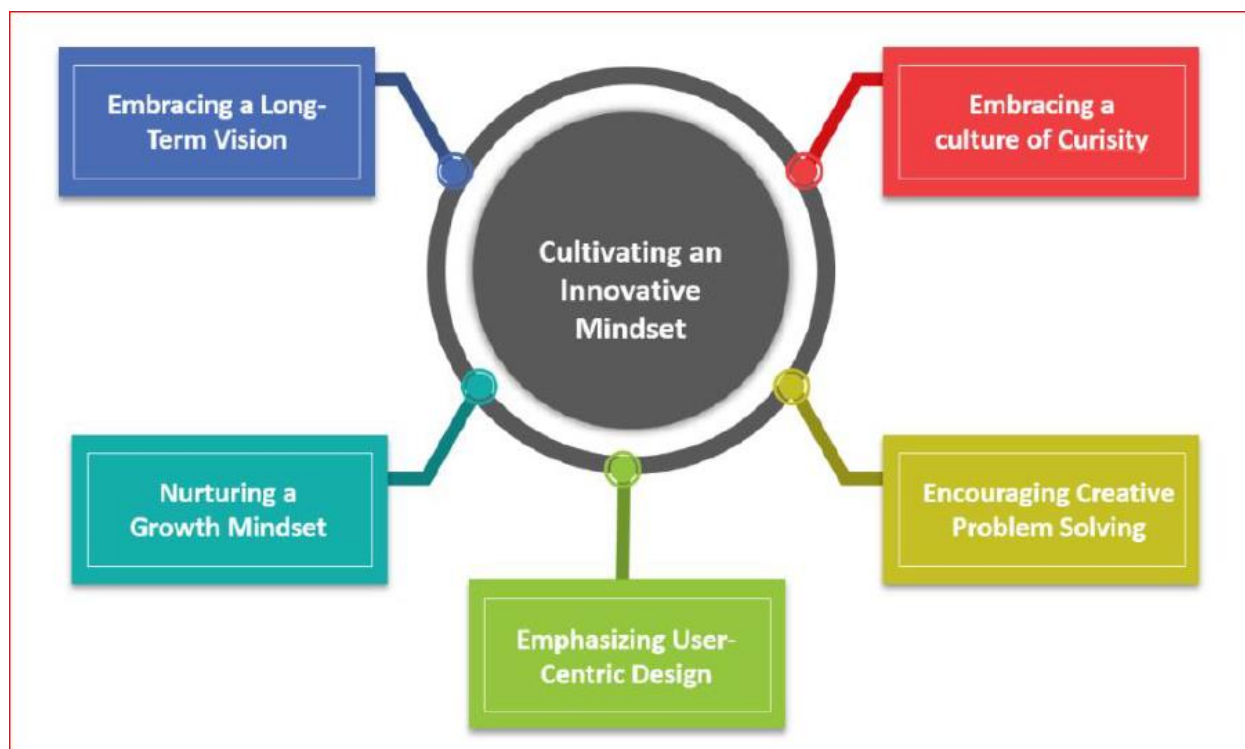 Embracing a Long-
Term Vision
Embracing a
culture of Curisity
Cultivating an
Innovative
Mindset
Nurturing a
Growth Mindset
Encouraging Creative
Problem Solving
Emphasizing User-
Centric Design